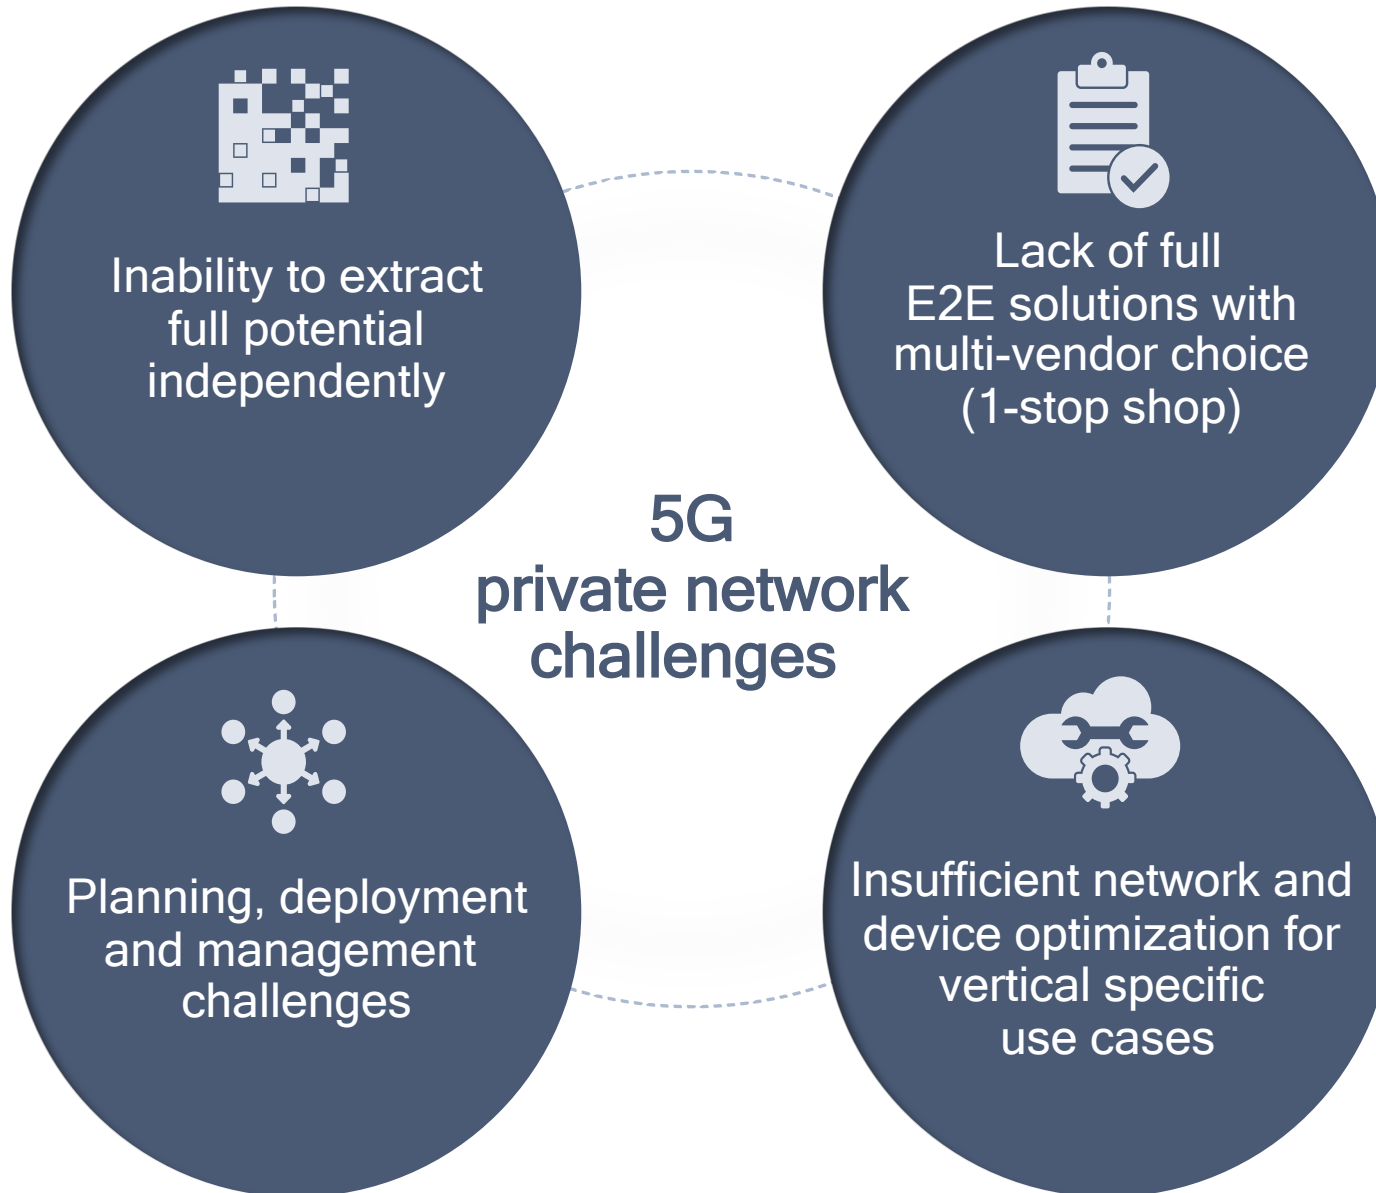 Inability to extract
full potential
independently
Lack of full
E2E solutions with
multi-vendor choice
(1-stop shop)
5G
private network
challenges
Planning, deployment
and management
challenges
Insufficient network and
device optimization for
vertical specific
use cases